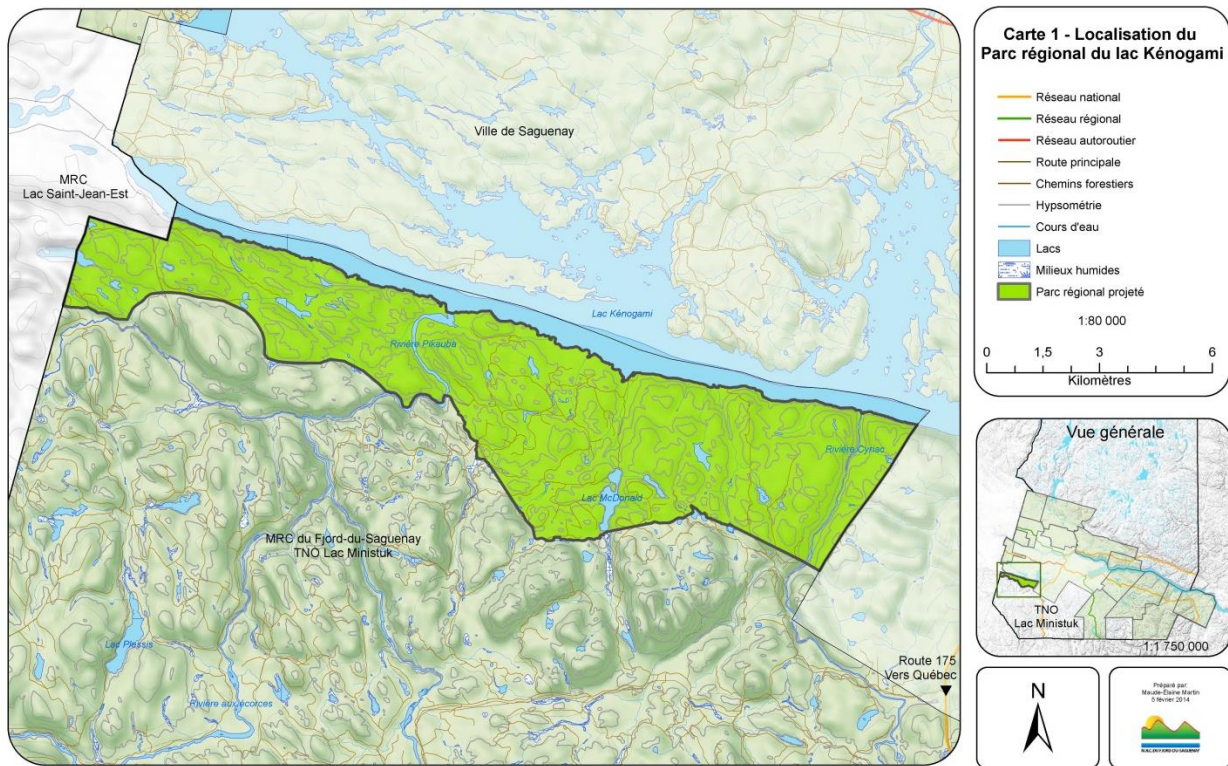 Ville de Saguenay
MRC
Lac Saint-Jean-Est
Lac Kénogami
Rivière Pikauba
Rivière Cyriac
Lac McDonald
MRC du Fjord-du-Saguenay
TNO Lac Ministuk
Lac Plessis
Rivière aux écorces
Route 175
Vers Québec
Carte 1 - Localisation du
Parc régional du lac Kénogami
Réseau national
Réseau régional
Réseau autoroutier
Route principale
Chemins forestiers
Hypsométrie
Cours d'eau
Lacs
Milieux humides
Parc régional projeté
1:80 000
0 1,5 3 6
Kilomètres
Vue générale
TNO
Lac Ministuk
1:1 750 000
N
Préparé par:
Maude-Élaine Martin
5 février 2014
M.R.C. DU FJORD-DU-SAGUENAY